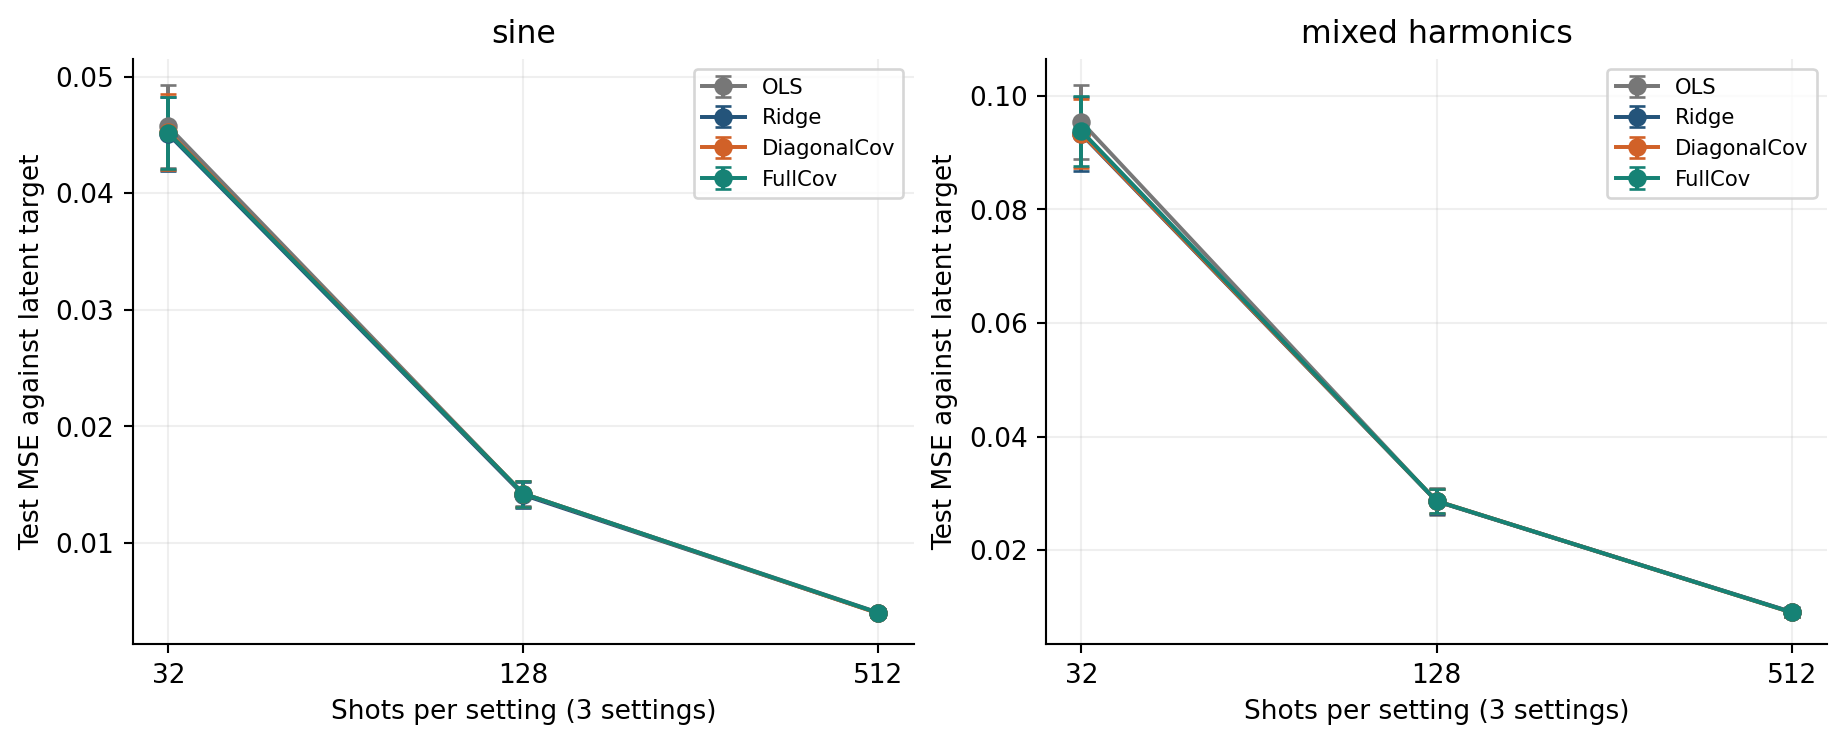 sine
0.05
0.04
0.03
0.02
0.01
Test MSE against latent target
OLS
Ridge
DiagonalCov
FullCov
32
128
512
Shots per setting (3 settings)
mixed harmonics
0.10
0.08
0.06
0.04
0.02
Test MSE against latent target
OLS
Ridge
DiagonalCov
FullCov
32
128
512
Shots per setting (3 settings)